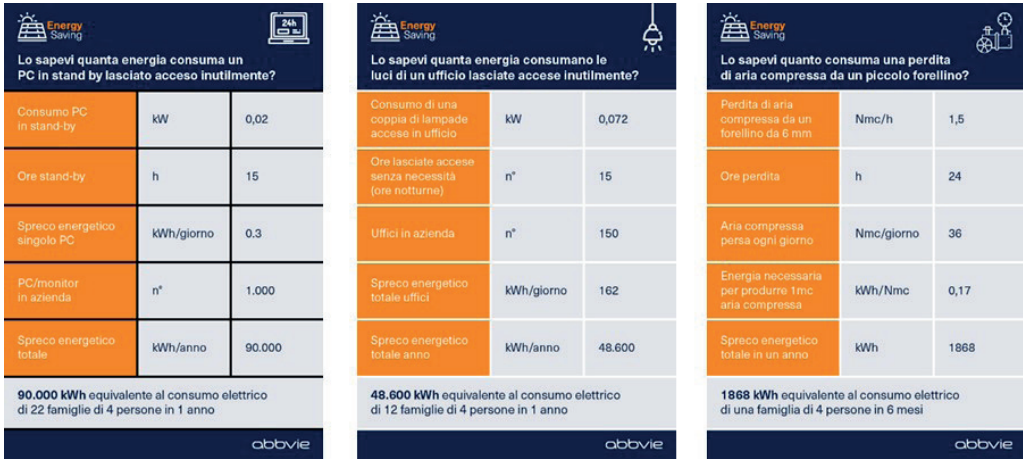 Energy
Saving
24h
Lo sapevi quanta energia consuma un
PC in stand by lasciato acceso inutilmente?
Consumo PC
in stand-by
kW
0,02
Ore stand-by
h
15
Spreco energetico
singolo PC
kWh/giorno
0.3
PC/monitor
in azienda
n°
1.000
Spreco energetico
totale
kWh/anno
90.000
90.000 kWh equivalente al consumo elettrico
di 22 famiglie di 4 persone in 1 anno
abbvie
Energy
Saving
Lo sapevi quanta energia consumano le
luci di un ufficio lasciate accese inutilmente?
Consumo di una
coppia di lampade
accese in ufficio
kW
0,072
Ore lasciate accese
senza necessità
(ore notturne)
n°
15
Uffici in azienda
n°
150
Spreco energetico
totale uffici
kWh/giorno
162
Spreco energetico
totale anno
kWh/anno
48.600
48.600 kWh equivalente al consumo elettrico
di 12 famiglie di 4 persone in 1 anno
abbvie
Energy
Saving
Lo sapevi quanto consuma una perdita
di aria compressa da un piccolo forellino?
Perdita di aria
compressa da un
forellino da 6 mm
Nmc/h
1,5
Ore perdita
h
24
Aria compressa
persa ogni giorno
Nmc/giorno
36
Energia necessaria
per produrre 1mc
aria compressa
kWh/Nmc
0,17
Spreco energetico
totale in un anno
kWh
1868
1868 kWh equivalente al consumo elettrico
di una famiglia di 4 persone in 6 mesi
abbvie